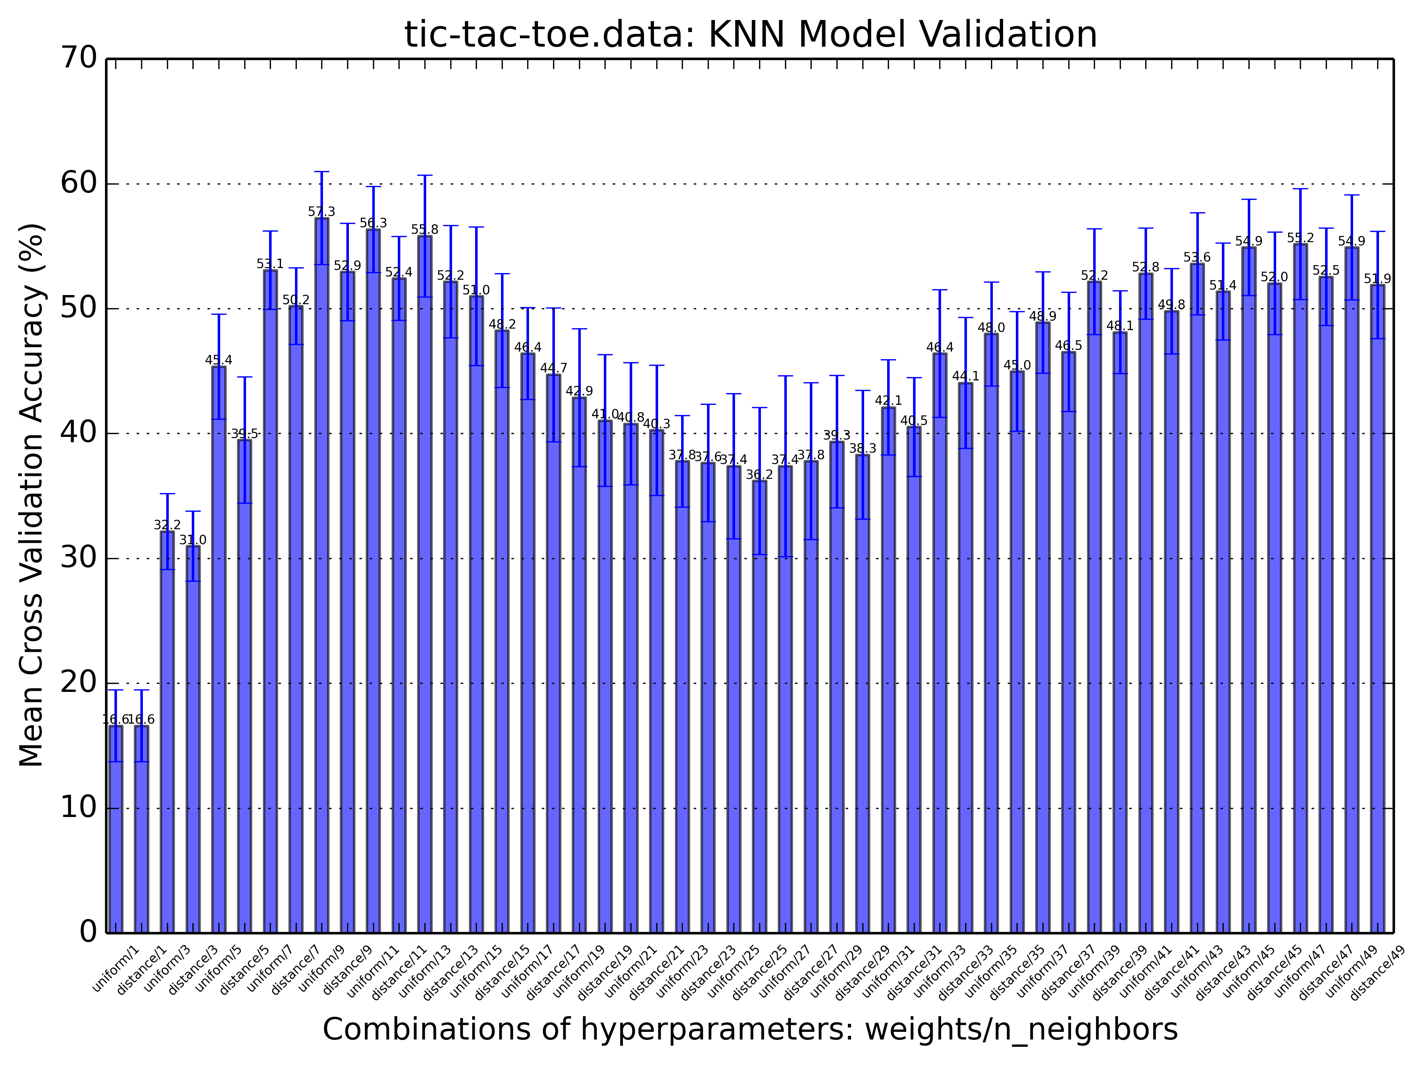 tic-tac-toe.data: KNN Model Validation
Mean Cross Validation Accuracy (%)
70
60
50
40
30
20
10
0
16.6
16.6
32.2
31.0
45.4
39.5
53.1
50.2
57.3
52.9
56.3
52.4
55.8
52.2
51.0
48.2
46.4
44.7
42.9
41.0
40.8
40.3
37.8
37.6
37.4
36.2
37.4
37.8
39.3
38.3
42.1
40.5
46.4
44.1
48.0
45.0
48.9
46.5
52.2
48.1
52.8
49.8
53.6
51.4
54.9
52.0
55.2
52.5
54.9
51.9
uniform/1
distance/1
uniform/3
distance/3
uniform/5
distance/5
uniform/7
distance/7
uniform/9
distance/9
uniform/11
distance/11
uniform/13
distance/13
uniform/15
distance/15
uniform/17
distance/17
uniform/19
distance/19
uniform/21
distance/21
uniform/23
distance/23
uniform/25
distance/25
uniform/27
distance/27
uniform/29
distance/29
uniform/31
distance/31
uniform/33
distance/33
uniform/35
distance/35
uniform/37
distance/37
uniform/39
distance/39
uniform/41
distance/41
uniform/43
distance/43
uniform/45
distance/45
uniform/47
distance/47
uniform/49
distance/49
Combinations of hyperparameters: weights/n_neighbors